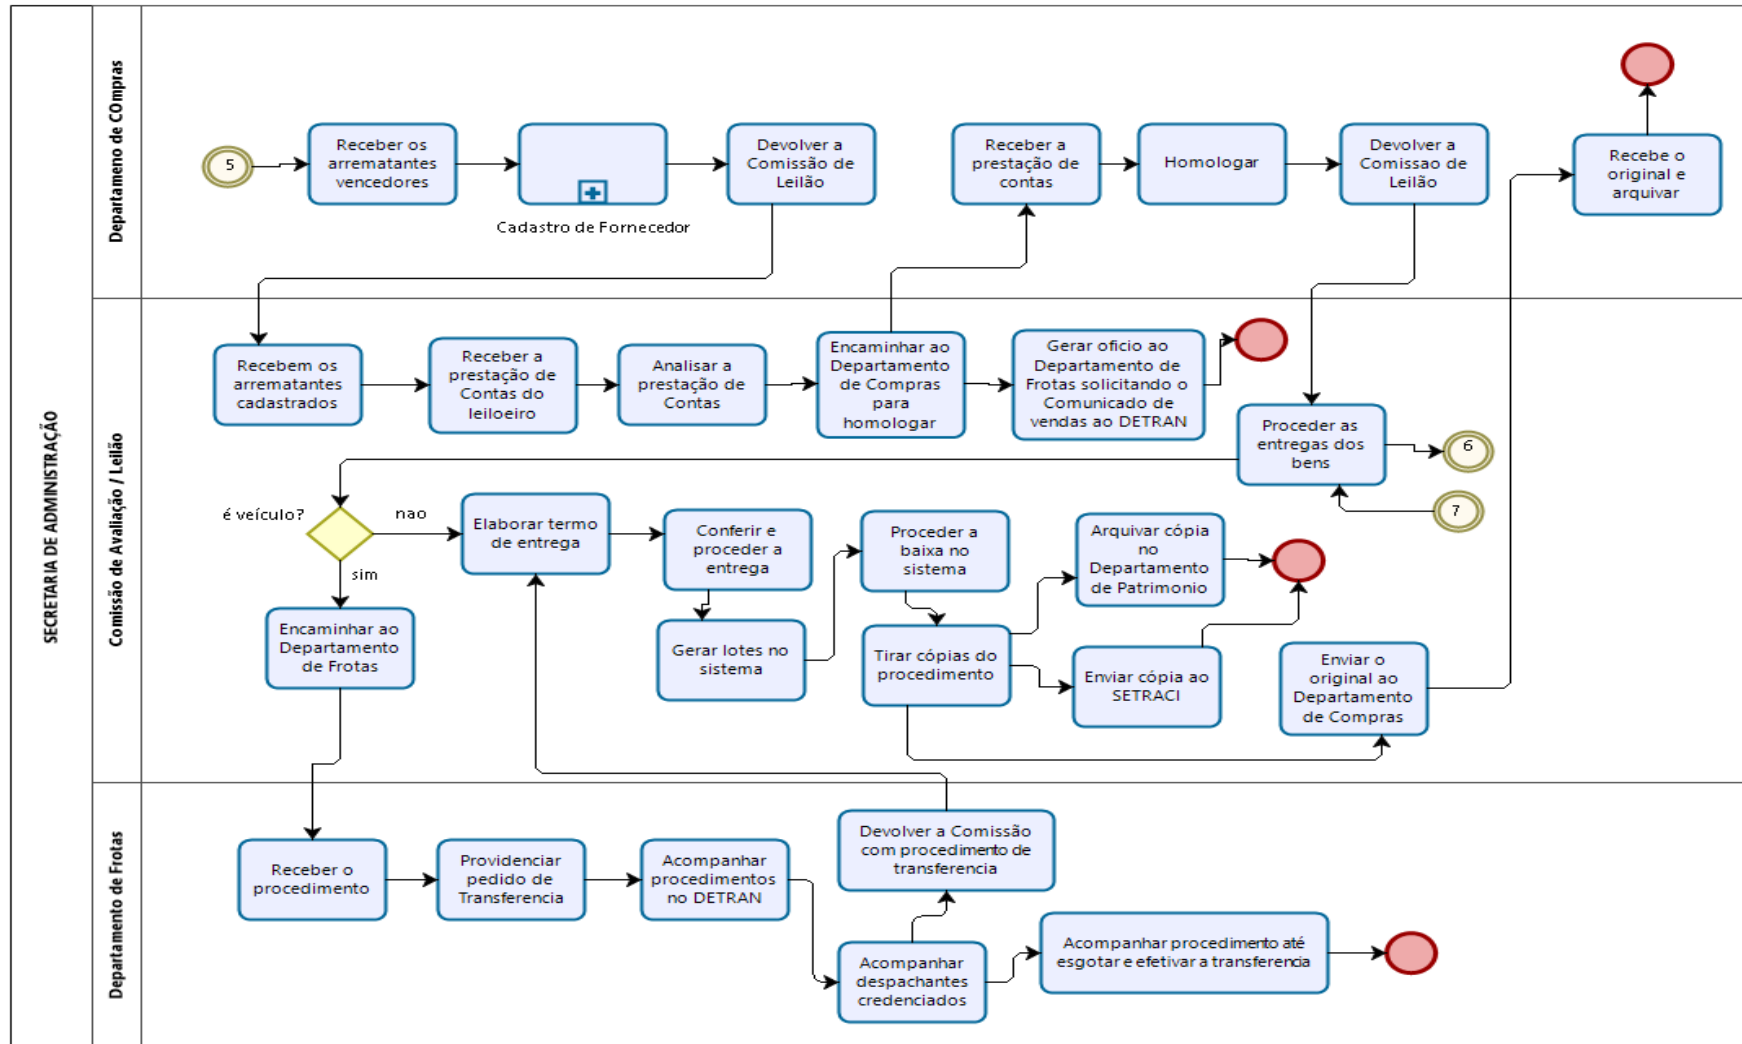 SECRETARIA DE ADMINISTRAÇÃO
Departameno de COmpras
5
Receber os
arrematantes
vencedores
Cadastro de Fornecedor
Devolver a
Comissão de
Leilão
Receber a
prestação de
contas
Homologar
Devolver a
Comissao de
Leilão
Recebe o
original e
arquivar
Comissão de Avaliação / Leilão
Recebem os
arrematantes
cadastrados
Receber a
prestação de
Contas do
leiloeiro
Analisar a
prestação de
Contas
Encaminhar ao
Departamento
de Compras
para
homologar
Gerar oficio ao
Departamento de
Frotas solicitando o
Comunicado de
vendas ao DETRAN
Proceder as
entregas dos
bens
6
7
é veículo?
nao
sim
Elaborar termo
de entrega
Conferir e
proceder a
entrega
Gerar lotes no
sistema
Proceder a
baixa no
sistema
Tirar cópias do
procedimento
Arquivar cópia
no
Departamento
de Patrimonio
Enviar cópia ao
SETRACI
Enviar o
original ao
Departamento
de Compras
Encaminhar ao
Departamento
de Frotas
Departamento de Frotas
Receber o
procedimento
Providenciar
pedido de
Transferencia
Acompanhar
procedimentos
no DETRAN
Devolver a Comissão
com procedimento de
transferencia
Acompanhar
despachantes
credenciados
Acompanhar procedimento até
esgotar e efetivar a transferencia